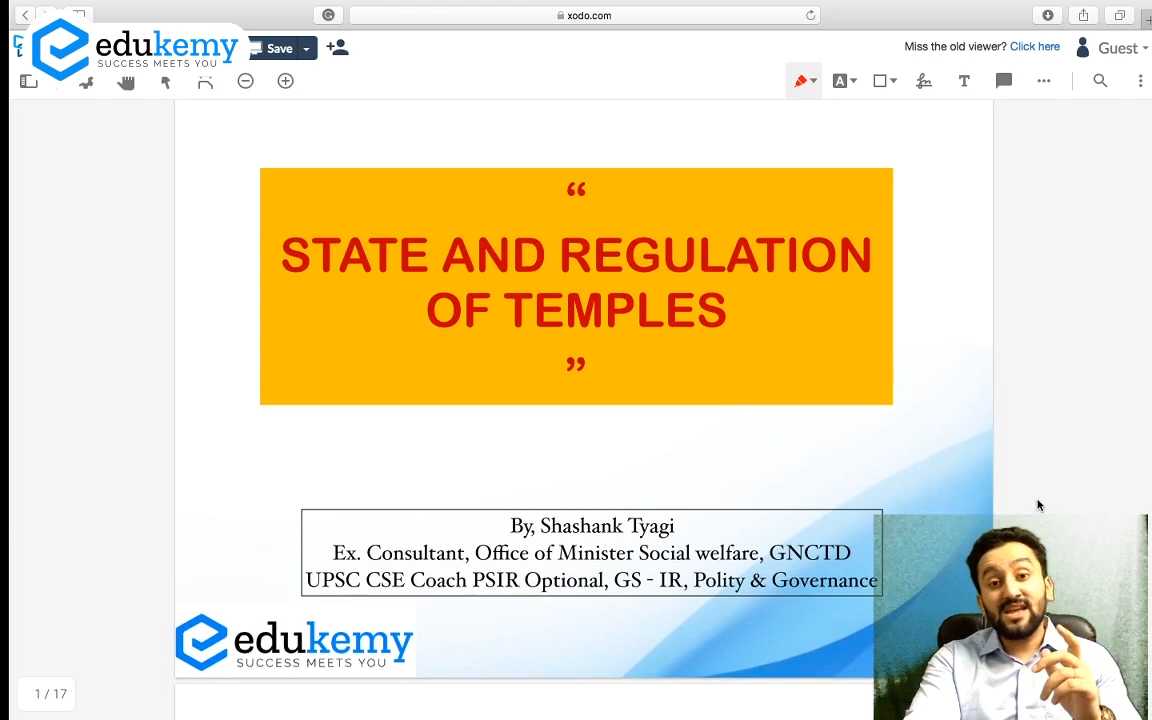 xodo.com
edukemy
SUCCESS MEETS YOU
Save
Miss the old viewer? Click here
Guest
A
T
“
STATE AND REGULATION
OF TEMPLES
”
By, Shashank Tyagi
Ex. Consultant, Office of Minister Social welfare, GNCTD
UPSC CSE Coach PSIR Optional, GS - IR, Polity & Governance
edukemy
SUCCESS MEETS YOU
1 / 17